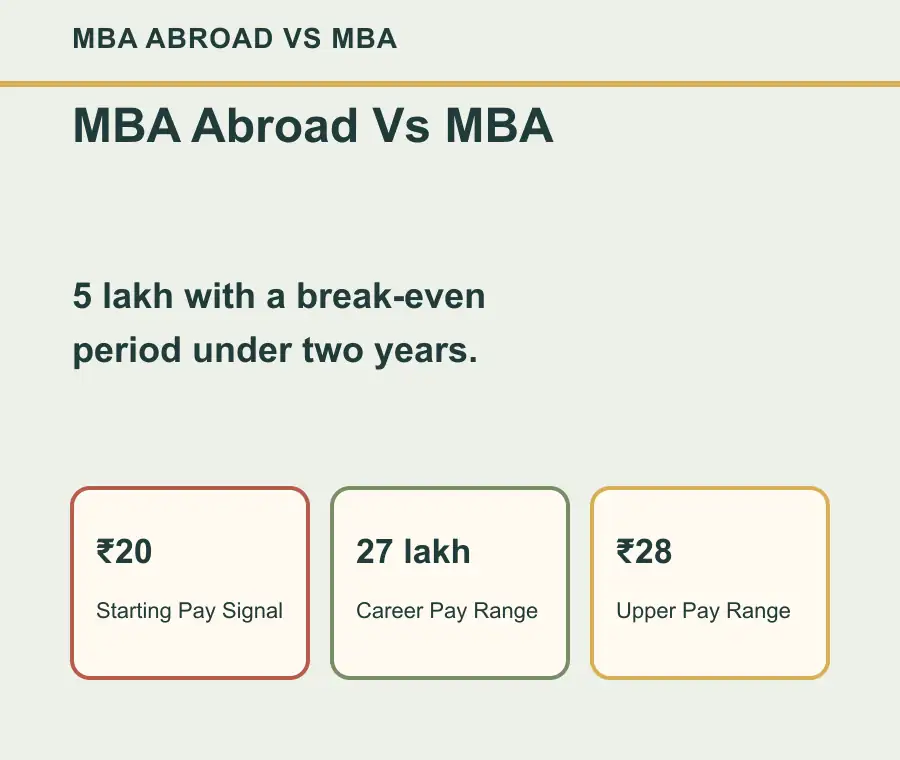 MBA ABROAD VS MBA
MBA Abroad Vs MBA
5 lakh with a break-even
period under two years.
₹20
Starting Pay Signal
27 lakh
Career Pay Range
₹28
Upper Pay Range